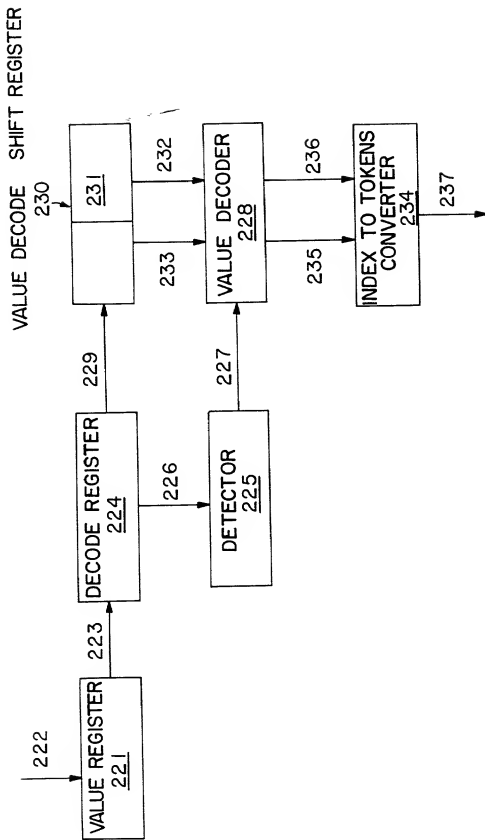 VALUE DECODE SHIFT REGISTER
230
222
VALUE REGISTER
221
223
DECODE REGISTER
224
229
231
226
233
232
DETECTOR
225
227
VALUE DECODER
228
235
236
INDEX TO TOKENS
CONVERTER
234
237